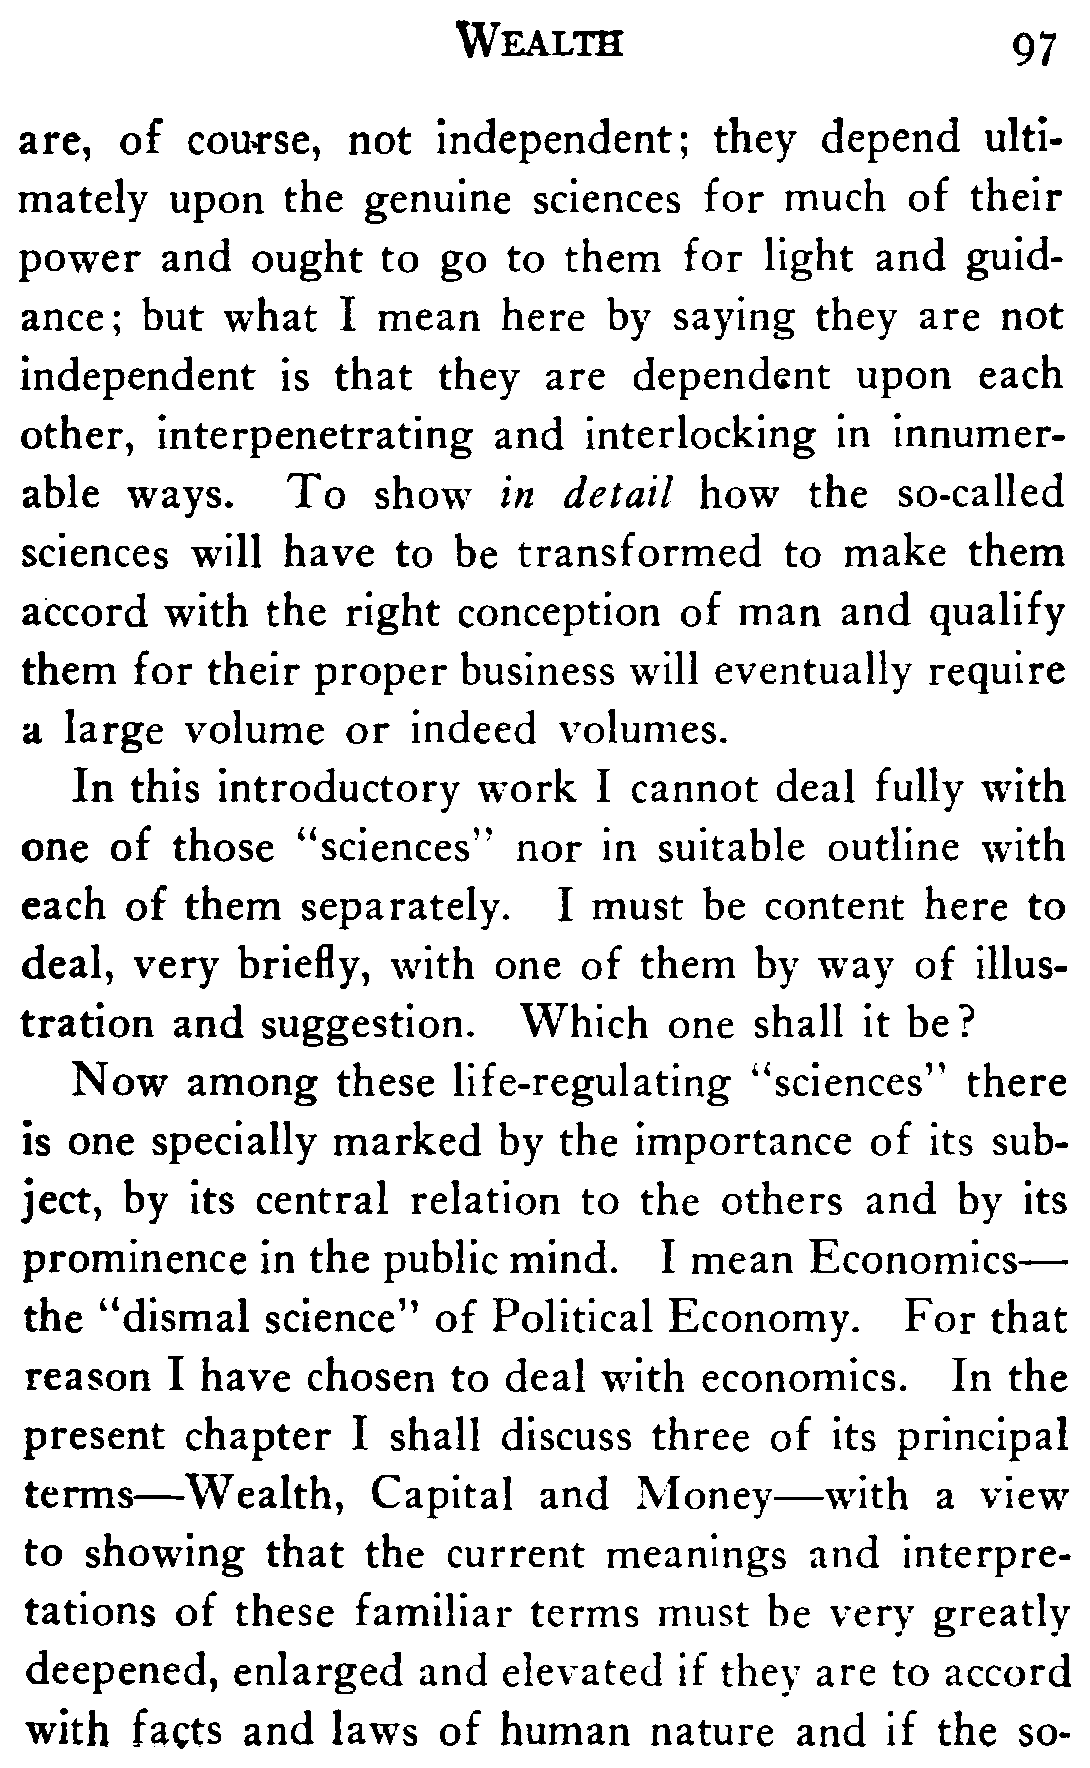 WEALTH 97
are, of course, not independent; they depend ulti-
mately upon the genuine sciences for much of their
power and ought to go to them for light and guid-
ance; but what I mean here by saying they are not
independent is that they are dependent upon each
other, interpenetrating and interlocking in innumer-
able ways. To show in detail how the so-called
sciences will have to be transformed to make them
accord with the right conception of man and qualify
them for their proper business will eventually require
a large volume or indeed volumes.
In this introductory work I cannot deal fully with
one of those "sciences" nor in suitable outline with
each of them separately. I must be content here to
deal, very briefly, with one of them by way of illus-
tration and suggestion. Which one shall it be?
Now among these life-regulating "sciences" there
is one specially marked by the importance of its sub-
ject, by its central relation to the others and by its
prominence in the public mind. I mean Economics—
the "dismal science" of Political Economy. For that
reason I have chosen to deal with economics. In the
present chapter I shall discuss three of its principal
terms—Wealth, Capital and Money—with a view
to showing that the current meanings and interpre-
tations of these familiar terms must be very greatly
deepened, enlarged and elevated if they are to accord
with facts and laws of human nature and if the so-